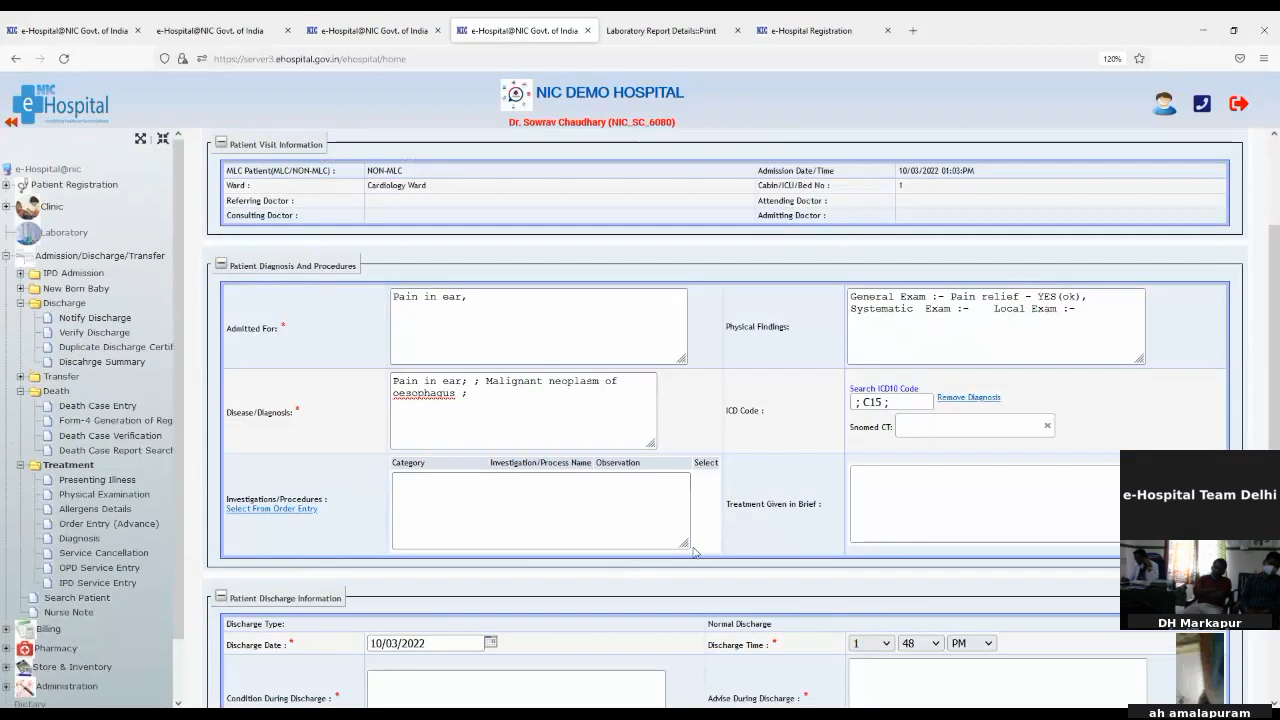 e-Hospital@NIC Govt. of India
e-Hospital@NIC Govt. of India
e-Hospital@NIC Govt. of India
e-Hospital@NIC Govt. of India
Laboratory Report Details::Print
e-Hospital Registration
https://server3.ehospital.gov.in/ehospital/home
120%
NIC
eHospital
NIC DEMO HOSPITAL
Dr. Sowrav Chaudhary (NIC_SC_6080)
e-Hospital@nic
Patient Registration
Clinic
Laboratory
Admission/Discharge/Transfer
IPD Admission
New Born Baby
Discharge
Notify Discharge
Verify Discharge
Duplicate Discharge Certif
Discahrge Summary
Transfer
Death
Death Case Entry
Form-4 Generation of Reg
Death Case Verification
Death Case Report Search
Treatment
Presenting Illness
Physical Examination
Allergens Details
Order Entry (Advance)
Diagnosis
Service Cancellation
OPD Service Entry
IPD Service Entry
Search Patient
Nurse Note
Billing
Pharmacy
Store & Inventory
Administration
Dietary
Patient Visit Information
MLC Patient(MLC/NON-MLC) : NON-MLC Admission Date/Time 10/03/2022 01:03:PM
Ward : Cardiology Ward Cabin/ICU/Bed No : 1
Referring Doctor : Attending Doctor :
Consulting Doctor : Admitting Doctor :
Patient Diagnosis And Procedures
Admitted For: *
Pain in ear,
Physical Findings:
General Exam :- Pain relief - YES(ok),
Systematic Exam :- Local Exam :-
Disease/Diagnosis: *
Pain in ear; ; Malignant neoplasm of
oesophagus ;
ICD Code :
Search ICD10 Code
; C15 ;
Remove Diagnosis
Snomed CT:
Category Investigation/Process Name Observation Select
Investigations/Procedures :
Select From Order Entry
Treatment Given in Brief :
Patient Discharge Information
Discharge Type: Normal Discharge
Discharge Date : * 10/03/2022 Discharge Time : * 1 48 PM
Condition During Discharge : * Advise During Discharge : *
e-Hospital Team Delhi
DH Markapur
ah amalapuram